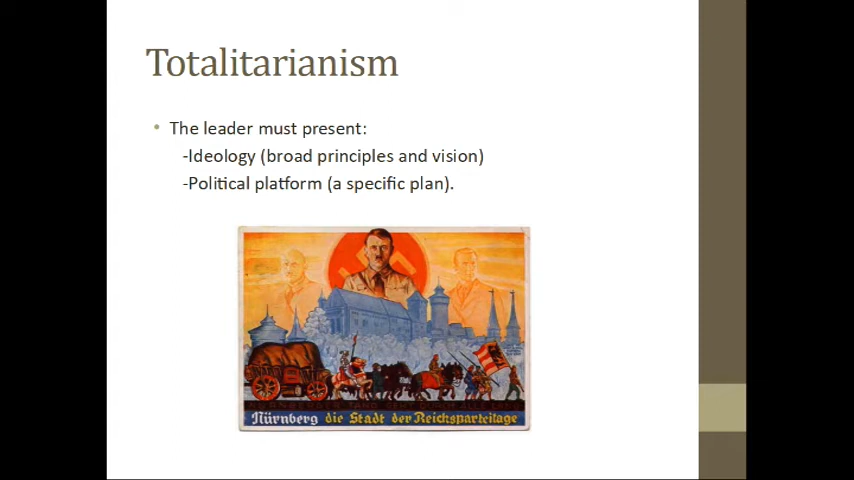 Totalitarianism
• The leader must present:
-Ideology (broad principles and vision)
-Political platform (a specific plan).
Nürnberg die Stadt der Reichsparteitage